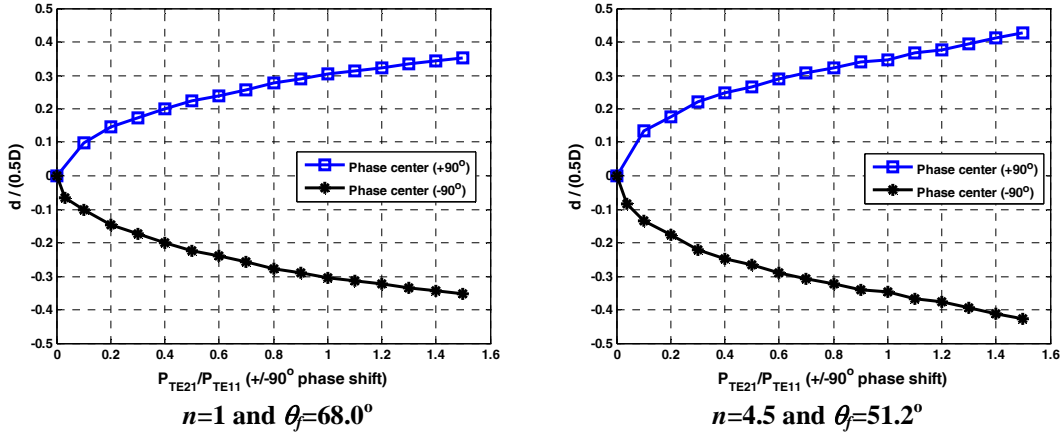 0.5
0.4
0.3
0.2
0.1
0
-0.1
-0.2
-0.3
-0.4
-0.5
d / (0.5D)
Phase center (+90°)
Phase center (-90°)
0 0.2 0.4 0.6 0.8 1 1.2 1.4 1.6
P_TE21/P_TE11 (+/-90° phase shift)
n=1 and θf=68.0°
0.5
0.4
0.3
0.2
0.1
0
-0.1
-0.2
-0.3
-0.4
-0.5
d / (0.5D)
Phase center (+90°)
Phase center (-90°)
0 0.2 0.4 0.6 0.8 1 1.2 1.4 1.6
P_TE21/P_TE11 (+/-90° phase shift)
n=4.5 and θf=51.2°